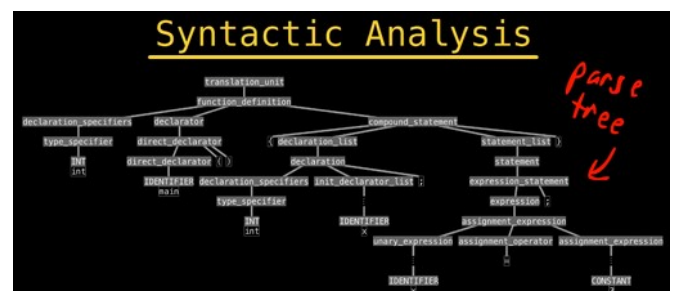 Syntactic Analysis
parse
tree
translation_unit
function_definition
declaration_specifiers declarator compound_statement
type_specifier direct_declarator { declaration_list statement_list }
INT direct_declarator ( ) declaration statement
int
IDENTIFIER declaration_specifiers init_declarator_list ; expression_statement
main
type_specifier expression ;
INT IDENTIFIER assignment_expression
int x
unary_expression assignment_operator assignment_expression
=
IDENTIFIER CONSTANT